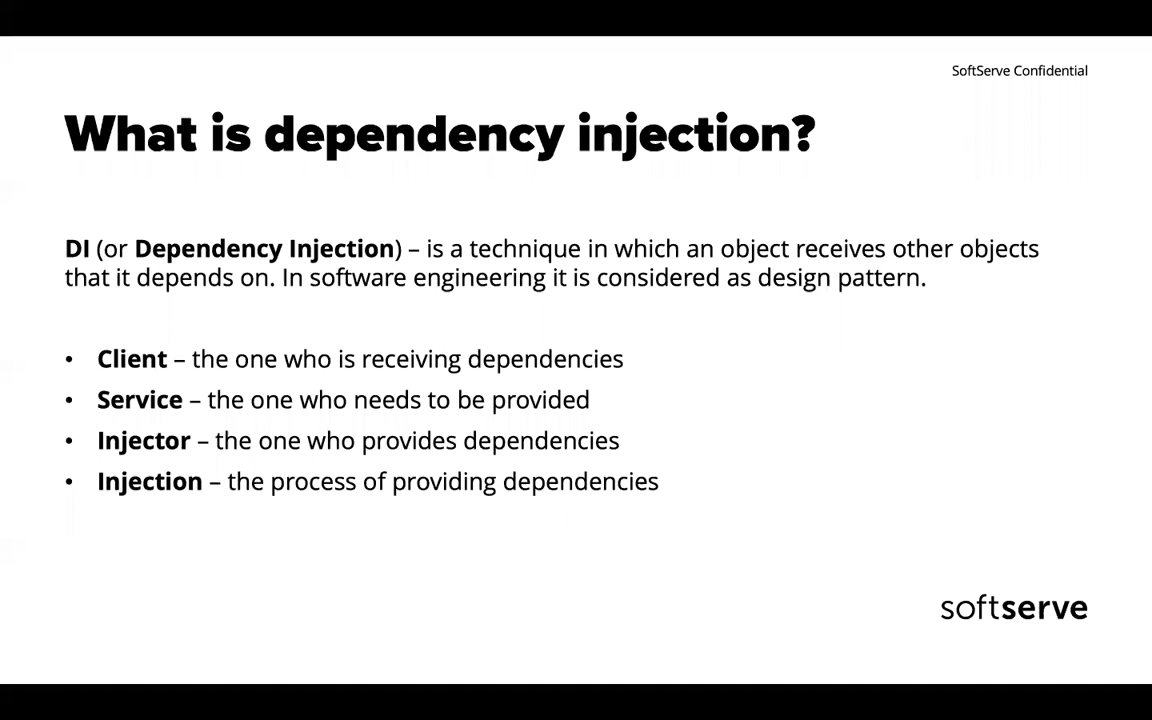 SoftServe Confidential
What is dependency injection?
DI (or Dependency Injection) – is a technique in which an object receives other objects
that it depends on. In software engineering it is considered as design pattern.
• Client – the one who is receiving dependencies
• Service – the one who needs to be provided
• Injector – the one who provides dependencies
• Injection – the process of providing dependencies
softserve